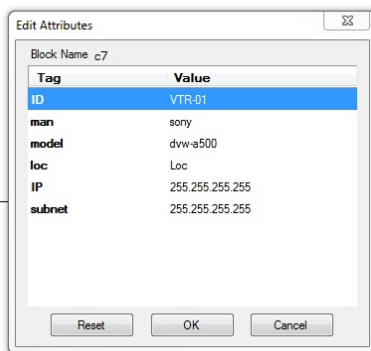 Edit Attributes
Block Name c7
Tag Value
ID VTR-01
man sony
model dvw-a500
loc Loc
IP 255.255.255.255
subnet 255.255.255.255
Reset OK Cancel